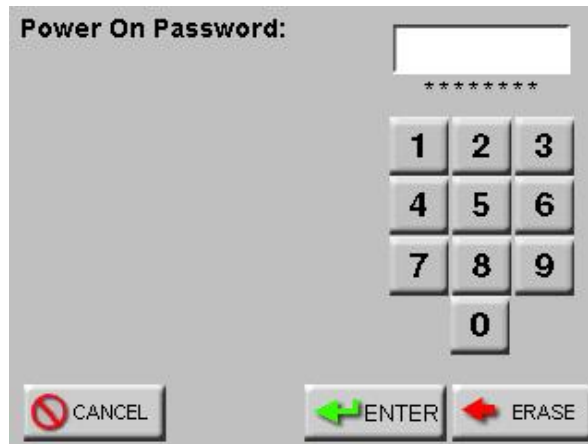 Power On Password:
********
1 2 3
4 5 6
7 8 9
0
CANCEL ENTER ERASE